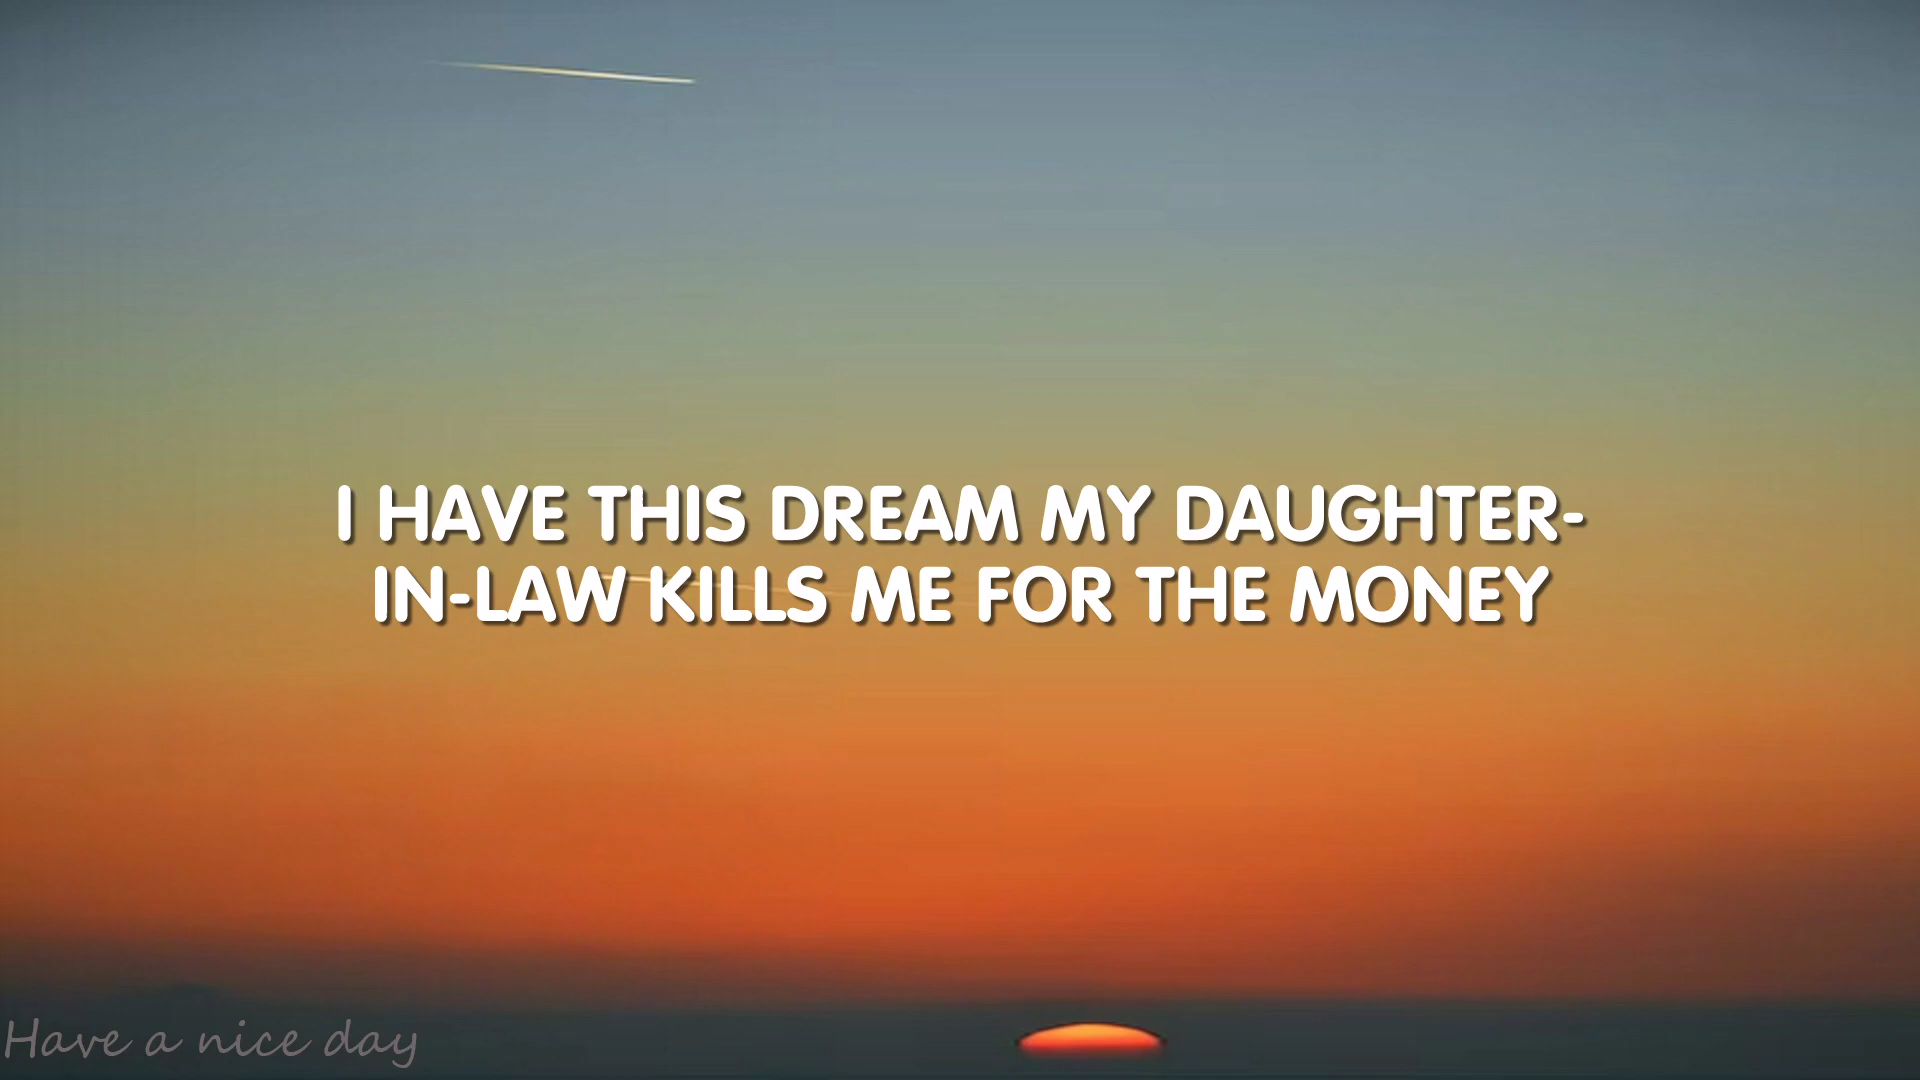 I HAVE THIS DREAM MY DAUGHTER-
IN-LAW KILLS ME FOR THE MONEY
Have a nice day